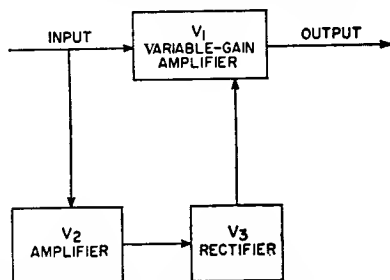 INPUT
V1
VARIABLE-GAIN
AMPLIFIER
OUTPUT
V2
AMPLIFIER
V3
RECTIFIER